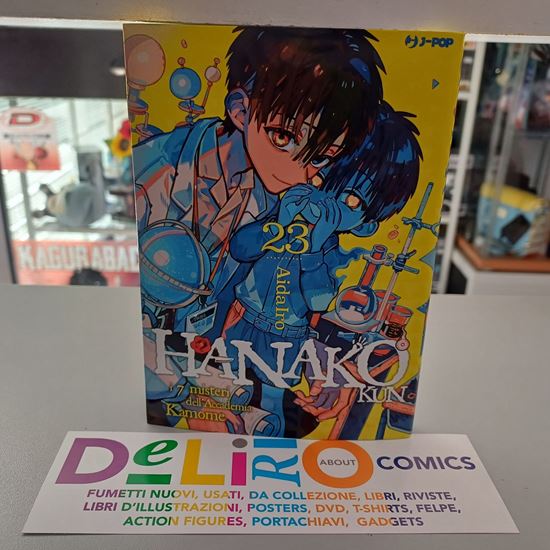 J-POP
KAGURABAC
23
AidaIro
HANAKO
KUN
I 7 misteri
dell'Accademia
Kamome
DeLiRiO ABOUT COMICS
FUMETTI NUOVI, USATI, DA COLLEZIONE, LIBRI, RIVISTE,
LIBRI D'ILLUSTRAZIONI, POSTERS, DVD, T-SHIRTS, FELPE,
ACTION FIGURES, PORTACHIAVI, GADGETS